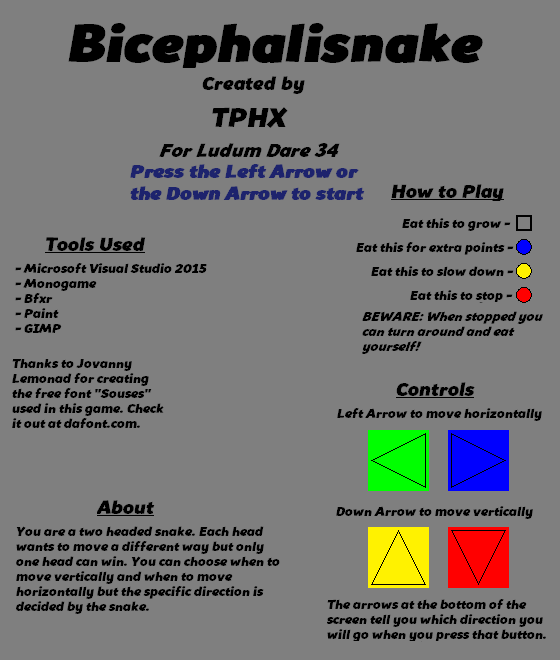 Bicephalisnake
Created by
TPHX
For Ludum Dare 34
Press the Left Arrow or
the Down Arrow to start
How to Play
Eat this to grow -
Eat this for extra points -
Eat this to slow down -
Eat this to stop -
BEWARE: When stopped you
can turn around and eat
yourself!
Tools Used
- Microsoft Visual Studio 2015
- Monogame
- Bfxr
- Paint
- GIMP
Thanks to Jovanny
Lemonad for creating
the free font "Souses"
used in this game. Check
it out at dafont.com.
Controls
Left Arrow to move horizontally
Down Arrow to move vertically
The arrows at the bottom of the
screen tell you which direction you
will go when you press that button.
About
You are a two headed snake. Each head
wants to move a different way but only
one head can win. You can choose when to
move vertically and when to move
horizontally but the specific direction is
decided by the snake.